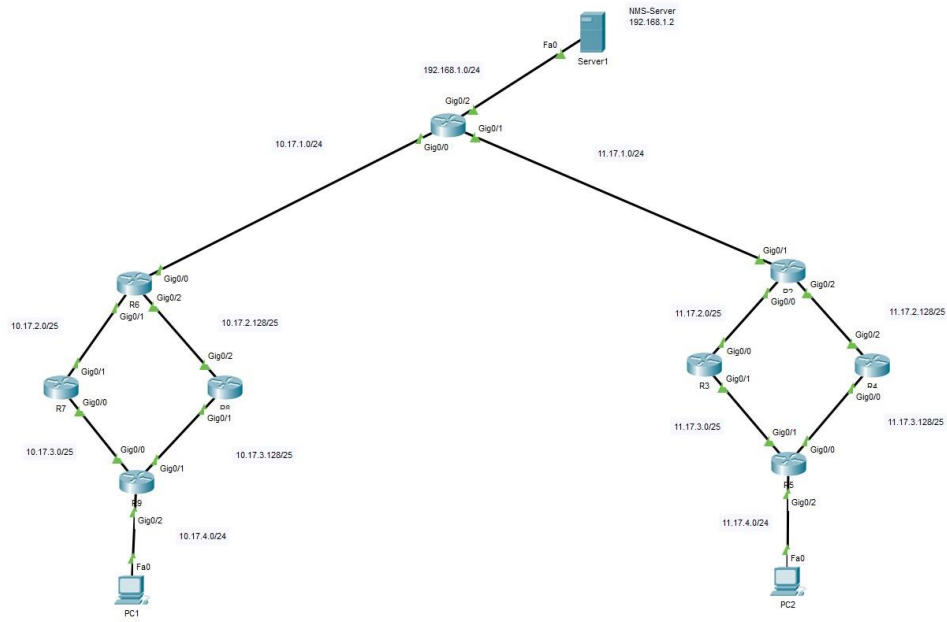 NMS-Server
192.168.1.2
Fa0
Server1
192.168.1.0/24
Gig0/2
Gig0/1
Gig0/0
10.17.1.0/24
11.17.1.0/24
Gig0/1
Gig0/0
R6
Gig0/2
Gig0/1
Gig0/2
Gig0/0
10.17.2.0/25
10.17.2.128/25
11.17.2.0/25
11.17.2.128/25
Gig0/1
Gig0/2
Gig0/0
Gig0/2
R7
Gig0/0
R8
Gig0/1
R3
Gig0/1
R4
Gig0/0
10.17.3.0/25
10.17.3.128/25
11.17.3.0/25
11.17.3.128/25
Gig0/0
Gig0/1
Gig0/1
Gig0/0
R9
R5
Gig0/2
Gig0/2
10.17.4.0/24
11.17.4.0/24
Fa0
Fa0
PC1
PC2